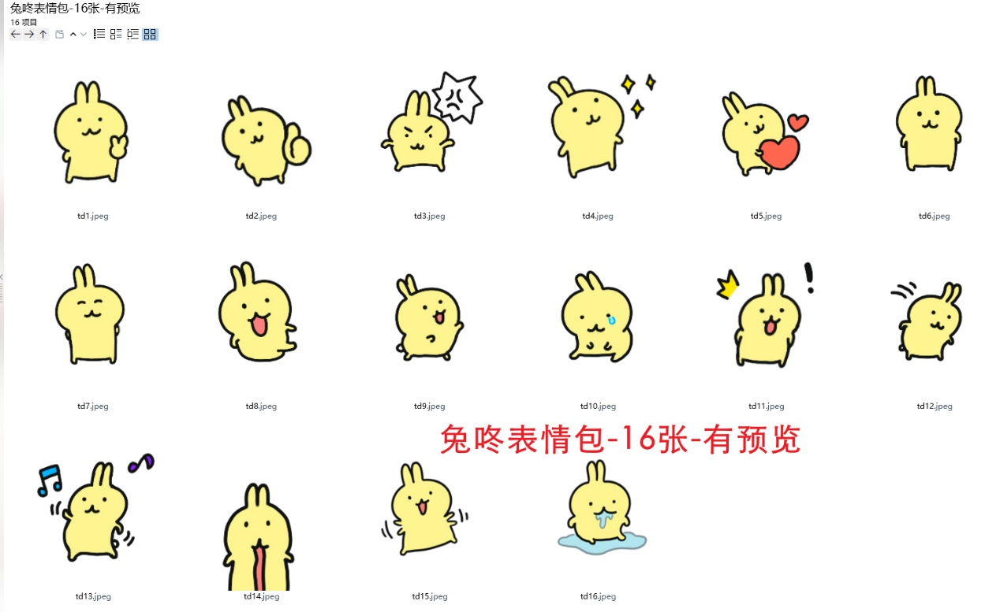 兔咚表情包-16张-有预览
16 项目
td1.jpeg
td2.jpeg
td3.jpeg
td4.jpeg
td5.jpeg
td6.jpeg
td7.jpeg
td8.jpeg
td9.jpeg
td10.jpeg
td11.jpeg
td12.jpeg
兔咚表情包-16张-有预览
td13.jpeg
td14.jpeg
td15.jpeg
td16.jpeg